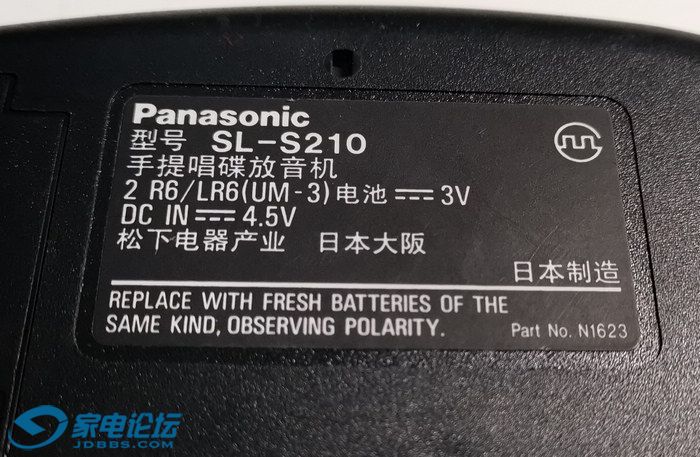 Panasonic
型号 SL-S210
手提唱碟放音机
2 R6/LR6(UM-3)电池⎓3V
DC IN⎓4.5V
松下电器产业 日本大阪
日本制造
REPLACE WITH FRESH BATTERIES OF THE
SAME KIND, OBSERVING POLARITY. Part No. N1623
家电论坛
JDBBS.COM